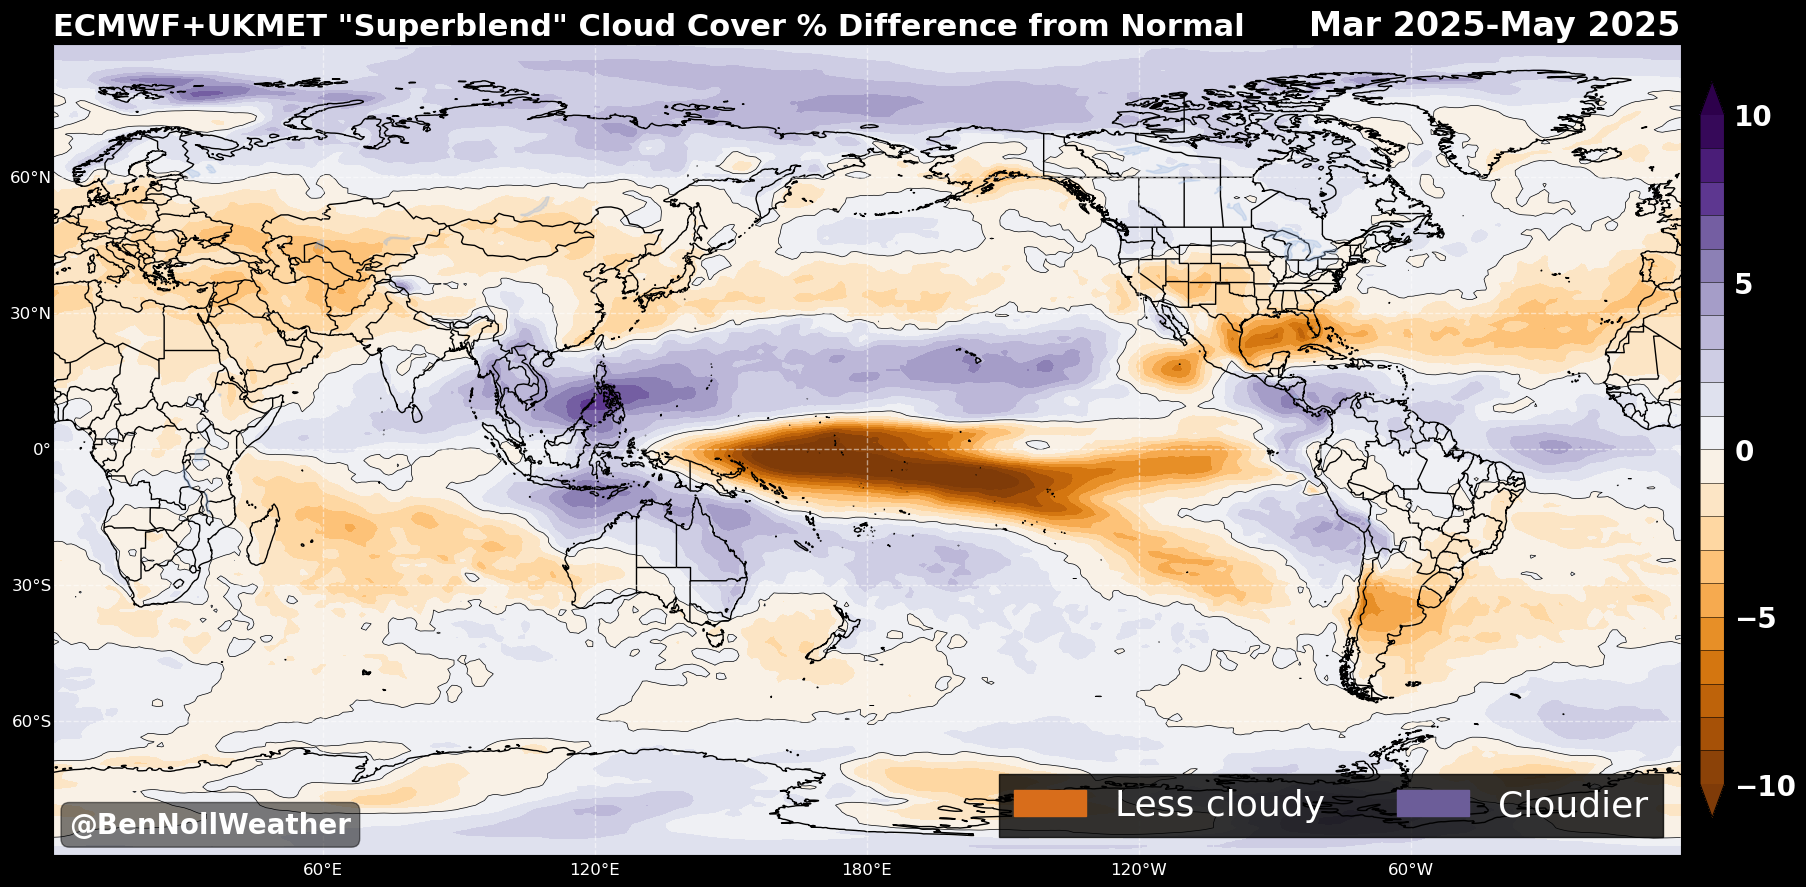 ECMWF+UKMET "Superblend" Cloud Cover % Difference from Normal Mar 2025-May 2025
10
60°N
5
30°N
0°
0
30°S
−5
60°S
−10
@BenNollWeather
Less cloudy Cloudier
60°E 120°E 180°E 120°W 60°W